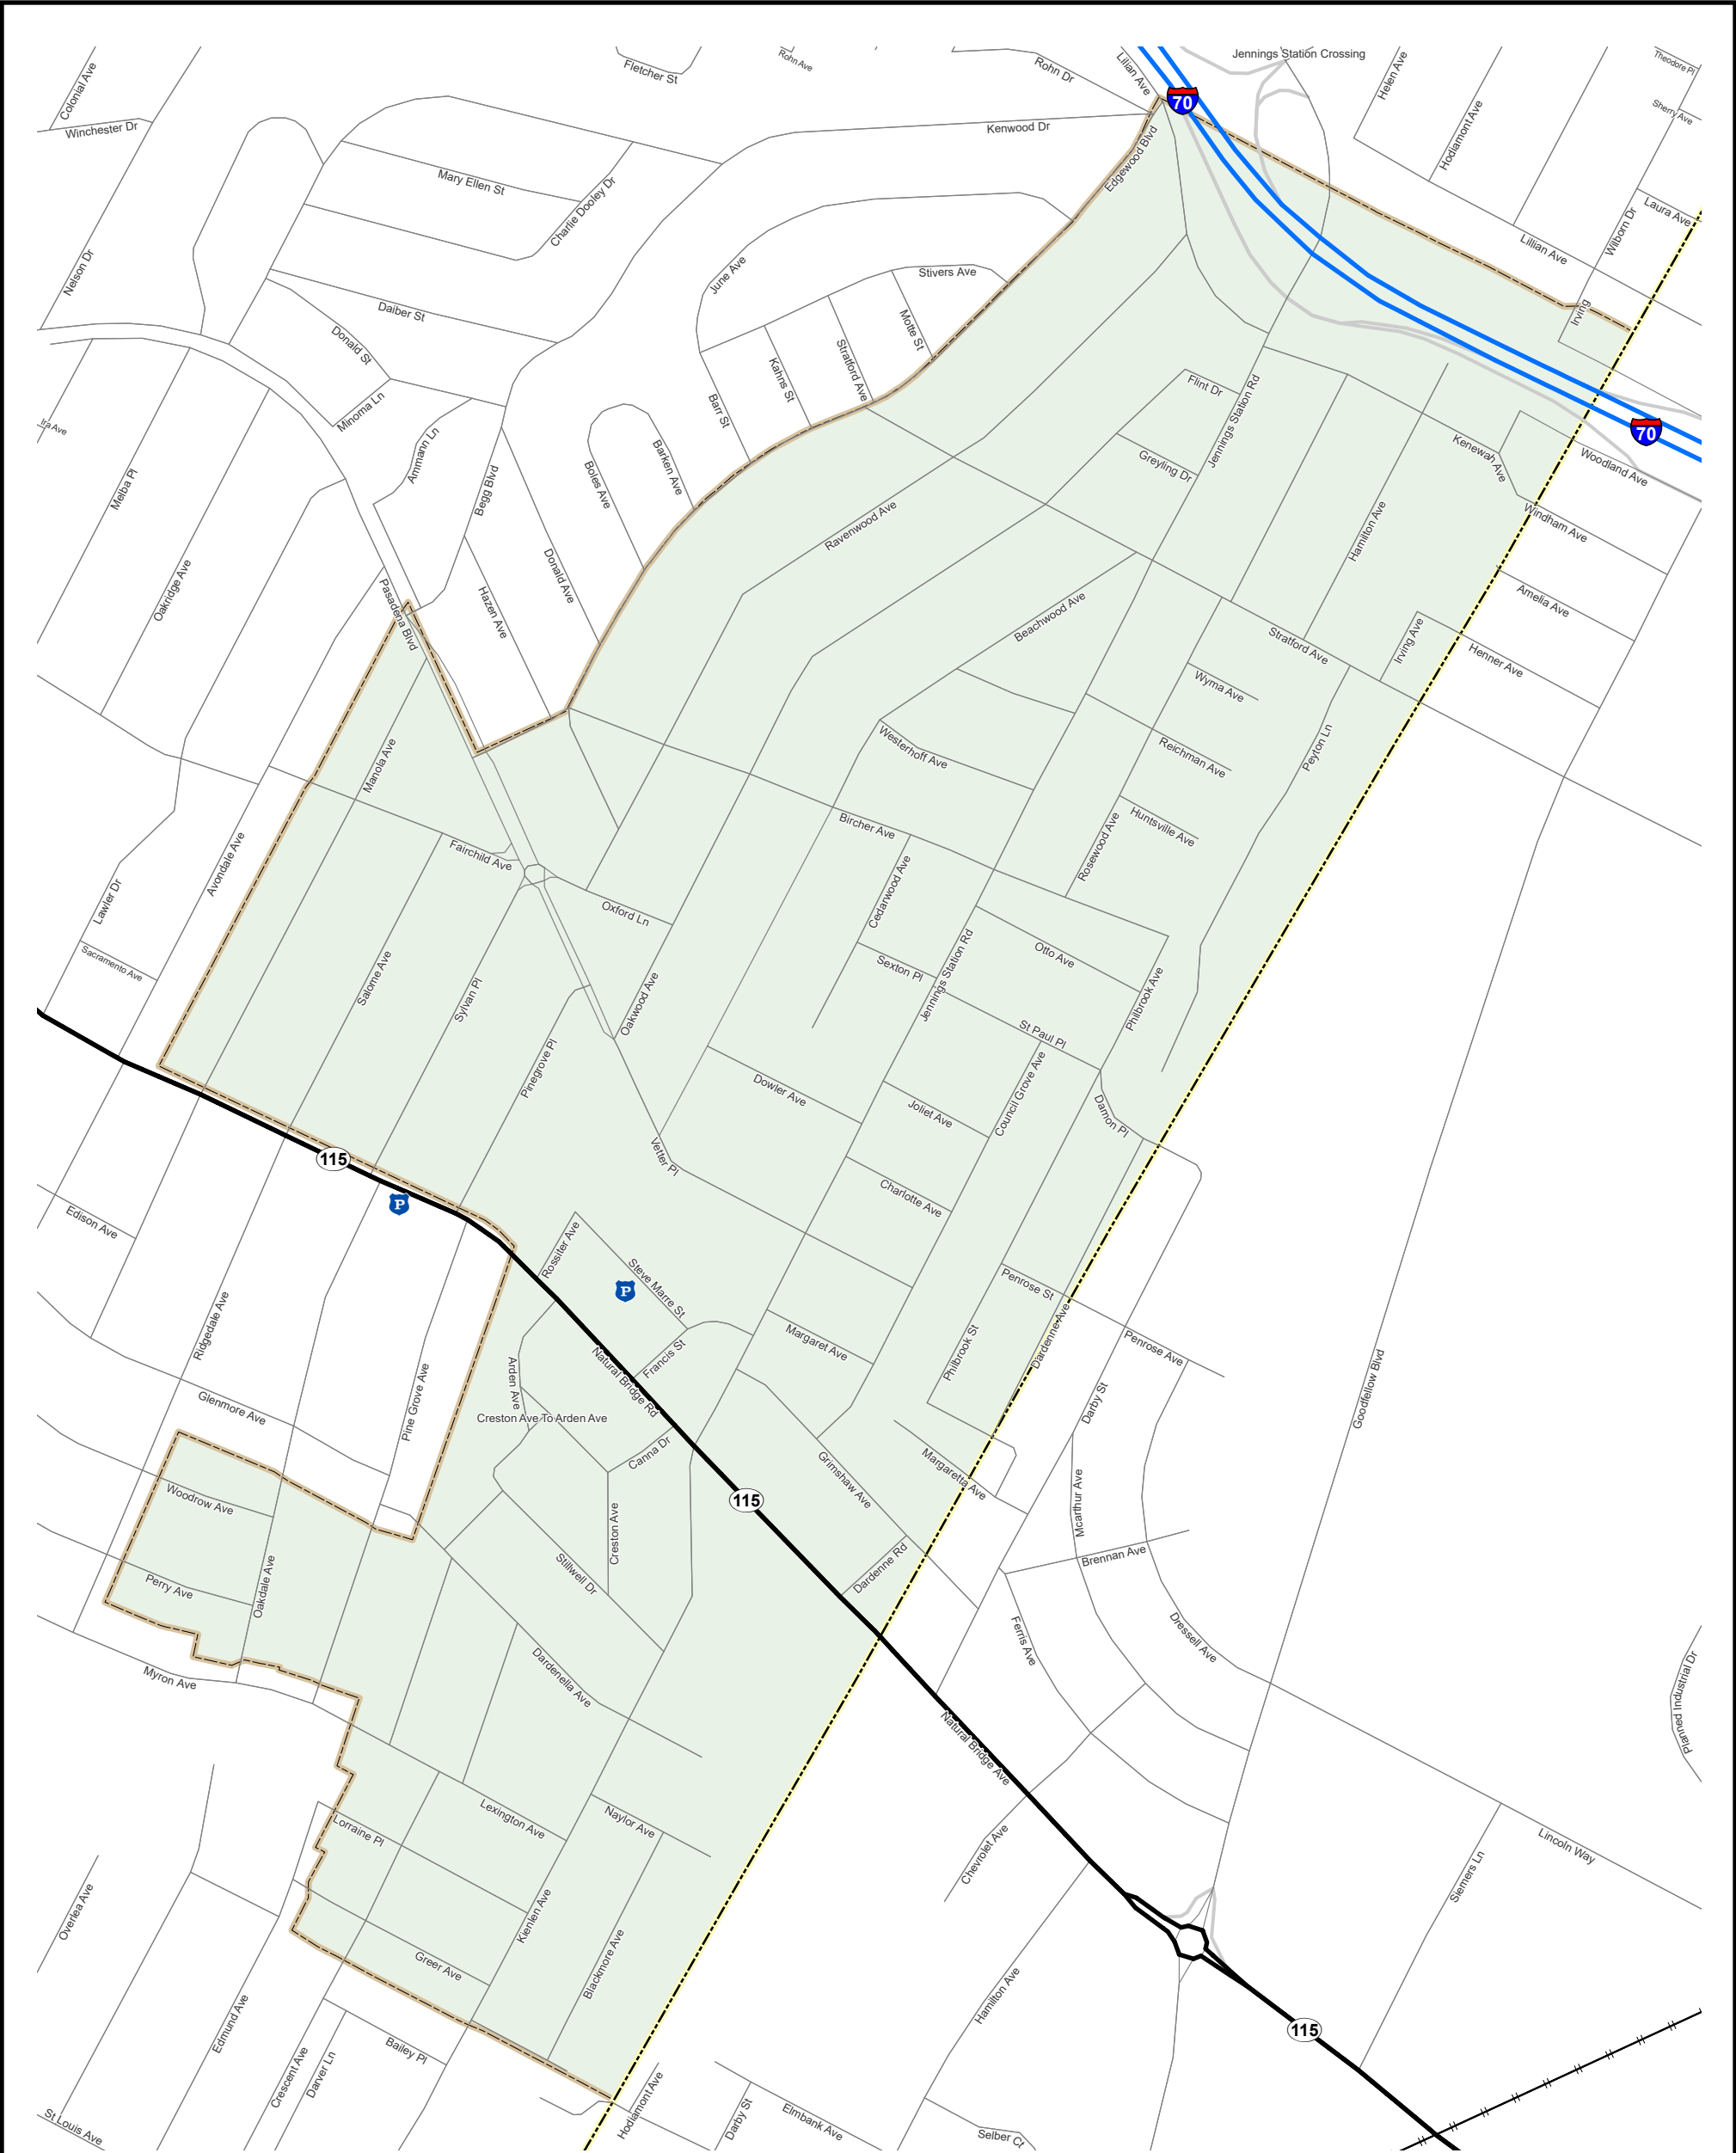 Jennings Station Crossing
Colonial Ave
Winchester Dr
Fletcher St
Rohn Ave
Rohn Dr
Lilian Ave
70
Helen Ave
Hodiamont Ave
Theodore Pl
Sherry Ave
Kenwood Dr
Edgewood Blvd
Mary Ellen St
Charlie Dooley Dr
Laura Ave
Wilborn Dr
Lillian Ave
Nelson Dr
June Ave
Stivers Ave
Irving
Daiber St
Donald St
Motte St
Stratford Ave
Kahns St
Barr St
Flint Dr
Jennings Station Rd
Minoma Ln
Ira Ave
70
Kenewah Ave
Woodland Ave
Ammann Ln
Begg Blvd
Barken Ave
Boles Ave
Greyling Dr
Melba Pl
Ravenwood Ave
Hamilton Ave
Windham Ave
Oakridge Ave
Donald Ave
Hazen Ave
Pasadena Blvd
Amelia Ave
Beachwood Ave
Stratford Ave
Irving Ave
Henner Ave
Wyma Ave
Manola Ave
Westerhoff Ave
Reichman Ave
Peyton Ln
Bircher Ave
Huntsville Ave
Rosewood Ave
Fairchild Ave
Avondale Ave
Lawler Dr
Cedarwood Ave
Oxford Ln
Sacramento Ave
Salome Ave
Sylvan Pl
Oakwood Ave
Sexton Pl
Jennings Station Rd
Otto Ave
Philbrook Ave
St Paul Pl
Pinegrove Pl
Dowler Ave
Joliet Ave
Council Grove Ave
Damon Pl
115
Vetter Pl
P
Charlotte Ave
Edison Ave
Rossiter Ave
Steve Marre St
P
Penrose St
Dardenne Ave
Ridgedale Ave
Margaret Ave
Philbrook St
Penrose Ave
Francis St
Natural Bridge Rd
Arden Ave
Pine Grove Ave
Darby St
Goodfellow Blvd
Glenmore Ave
Creston Ave To Arden Ave
Canna Dr
Grimshaw Ave
Margaretta Ave
115
Woodrow Ave
Creston Ave
Mcarthur Ave
Brennan Ave
Stillwell Dr
Dardenne Rd
Perry Ave
Oakdale Ave
Ferris Ave
Dressell Ave
Myron Ave
Dardenella Ave
Planned Industrial Dr
Natural Bridge Ave
Lexington Ave
Naylor Ave
Lorraine Pl
Chevrolet Ave
Lincoln Way
Siemers Ln
Overlea Ave
Kienlen Ave
Blackmore Ave
Greer Ave
Edmund Ave
Hamilton Ave
115
Bailey Pl
Crescent Ave
Darver Ln
Hodiamont Ave
Darby St
Elmbank Ave
Selber Ct
St Louis Ave